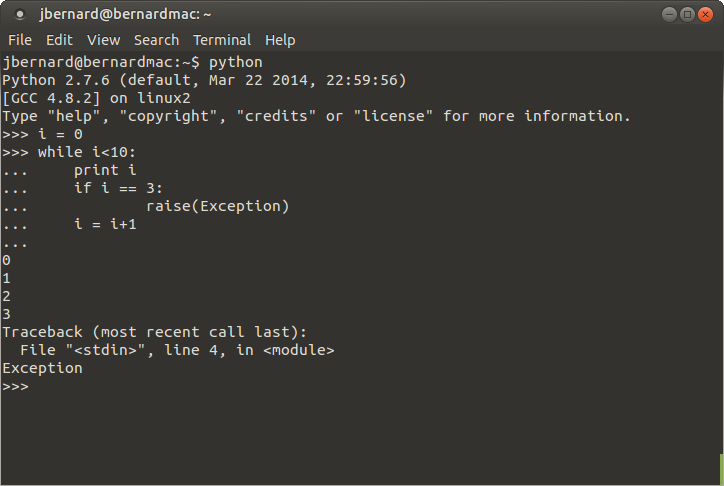 jbernard@bernardmac: ~
File Edit View Search Terminal Help
jbernard@bernardmac:~$ python
Python 2.7.6 (default, Mar 22 2014, 22:59:56)
[GCC 4.8.2] on linux2
Type "help", "copyright", "credits" or "license" for more information.
>>> i = 0
>>> while i<10:
...     print i
...     if i == 3:
...             raise(Exception)
...     i = i+1
...
0
1
2
3
Traceback (most recent call last):
  File "<stdin>", line 4, in <module>
Exception
>>>